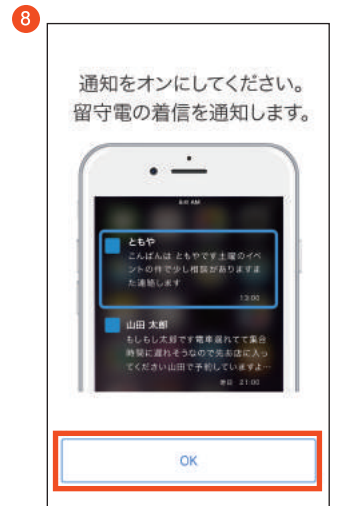 8
通知をオンにしてください。
留守電の着信を通知します。
9:41 AM
ともや
こんばんは ともやです土曜のイベ
ントの件で少し相談がありますま
た連絡します
13:00
山田 太郎
もしもし太郎です電車遅れてて集合
時間に遅れそうなので先お店に入っ
てください山田で予約していますよ…
昨日 21:00
OK